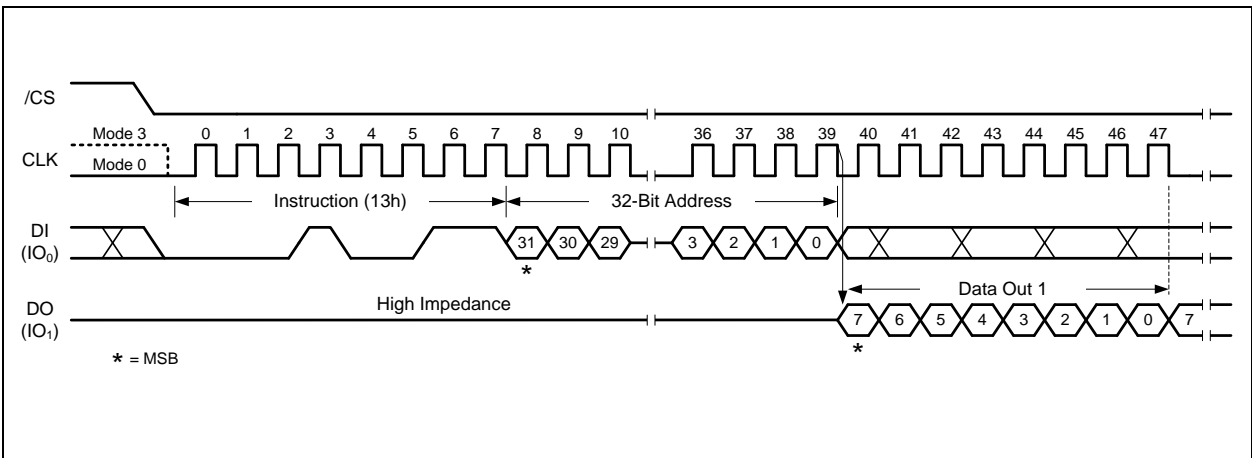 /CS
Mode 3 0 1 2 3 4 5 6 7 8 9 10 36 37 38 39 40 41 42 43 44 45 46 47
CLK
Mode 0
Instruction (13h) 32-Bit Address
DI
(IO₀)
31 30 29 3 2 1 0
*
Data Out 1
High Impedance
DO
(IO₁)
7 6 5 4 3 2 1 0 7
*
* = MSB